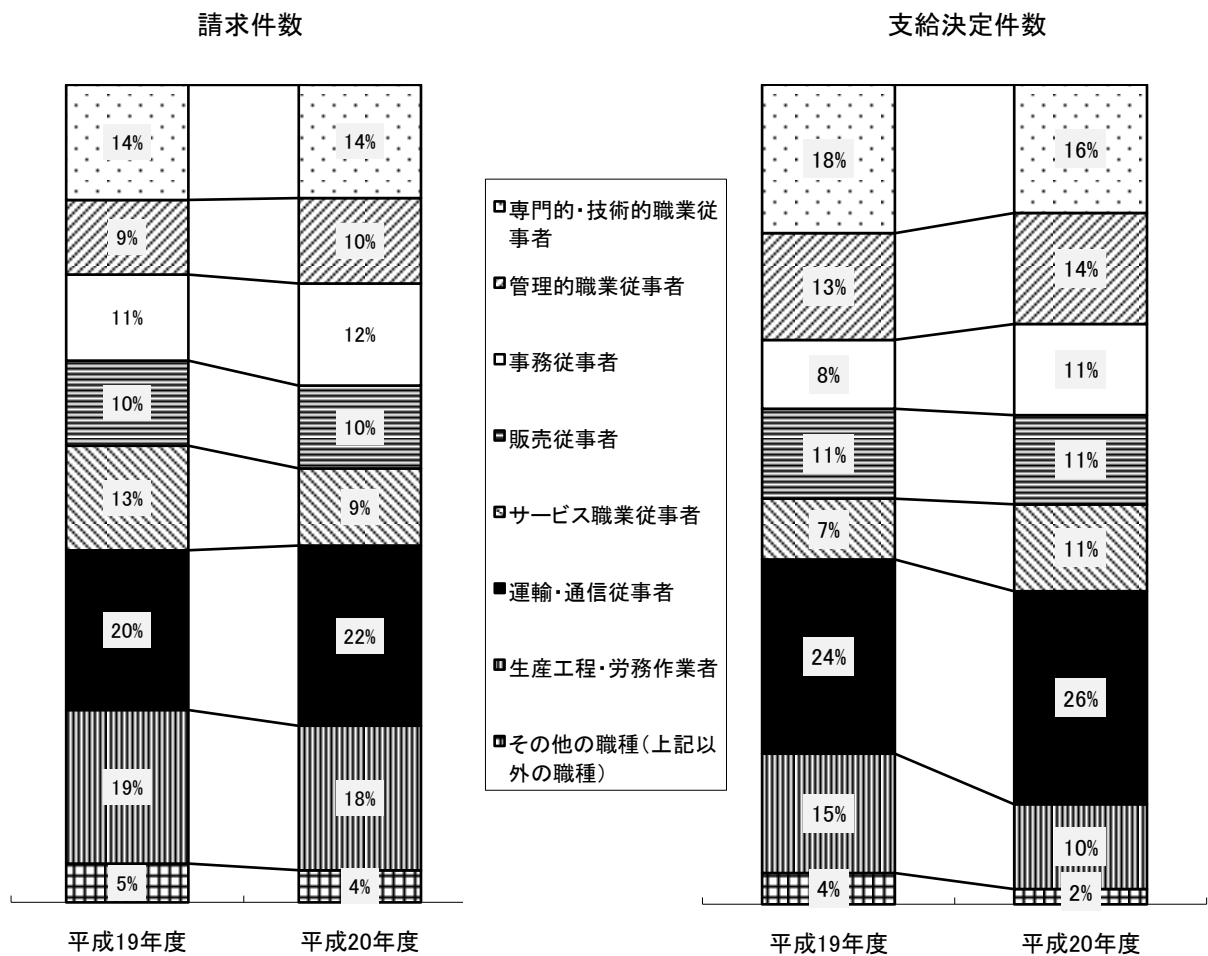 請求件数
14%
9%
11%
10%
13%
20%
19%
5%
平成19年度
14%
10%
12%
10%
9%
22%
18%
4%
平成20年度
専門的・技術的職業従
事者
管理的職業従事者
事務従事者
販売従事者
サービス職業従事者
運輸・通信従事者
生産工程・労務作業者
その他の職種(上記以
外の職種)
支給決定件数
18%
13%
8%
11%
7%
24%
15%
4%
平成19年度
16%
14%
11%
11%
11%
26%
10%
2%
平成20年度